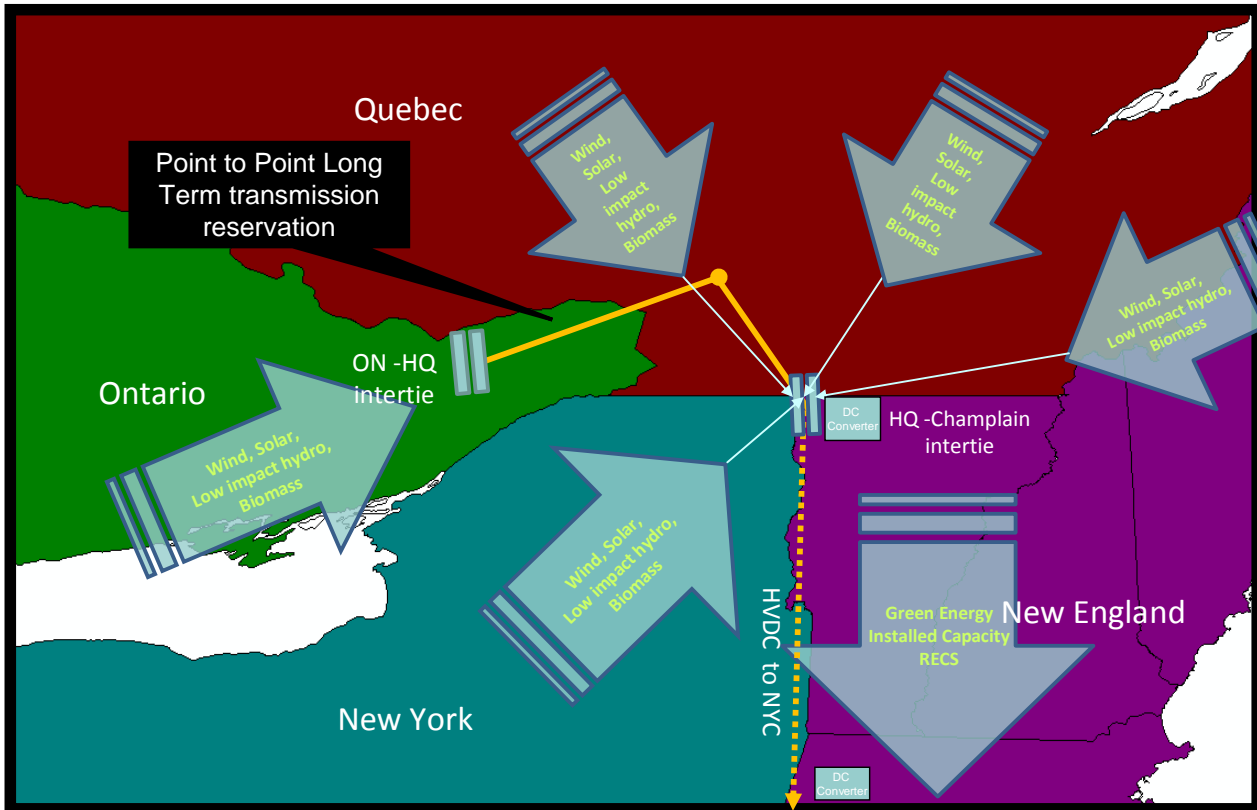 Quebec
Point to Point Long
Term transmission
reservation
Wind,
Solar,
Low
impact
hydro,
Biomass
Wind,
Solar,
Low
impact
hydro,
Biomass
Wind, Solar,
Low impact hydro,
Biomass
ON -HQ
intertie
Ontario
Wind, Solar,
Low impact hydro,
Biomass
DC
Converter
HQ -Champlain
intertie
Wind, Solar,
Low impact hydro,
Biomass
HVDC to NYC
Green Energy
Installed Capacity
RECS
New England
New York
DC
Converter